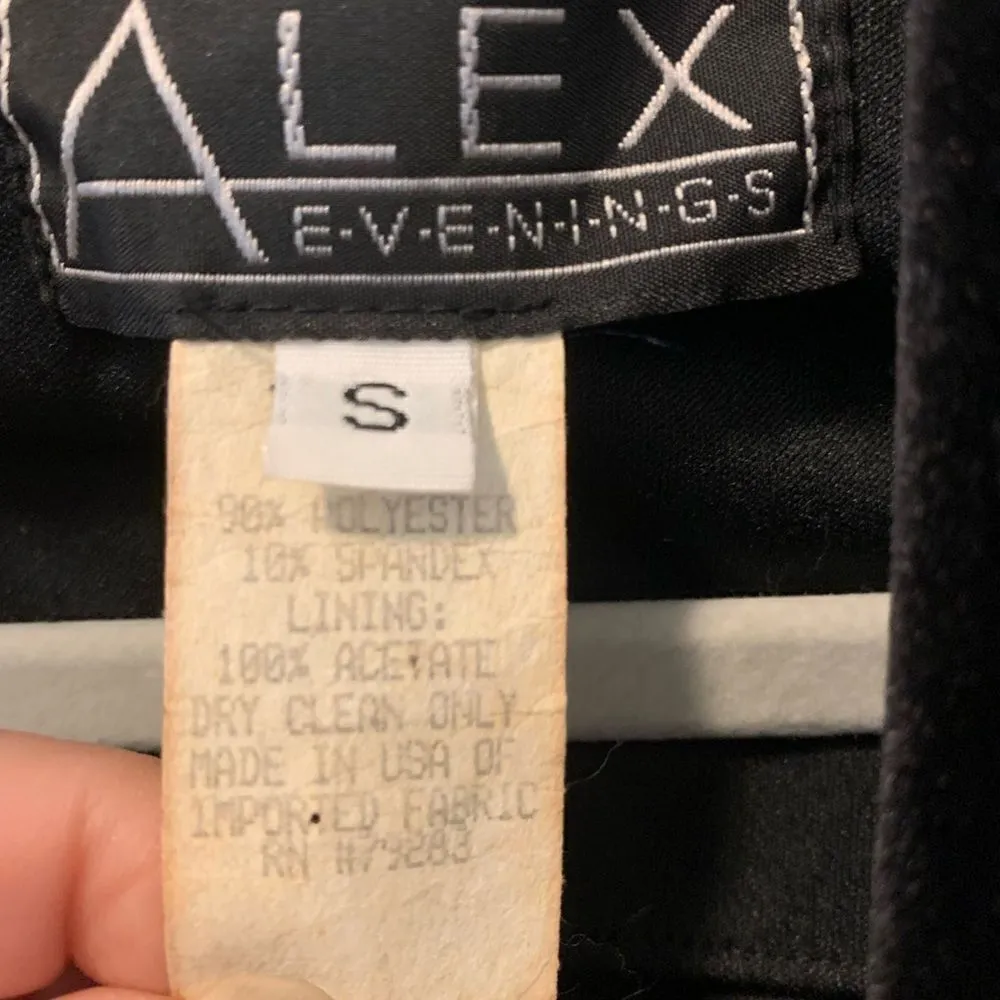 ALEX
E·V·E·N·I·N·G·S
S
90% POLYESTER
10% SPANDEX
LINING:
100% ACETATE
DRY CLEAN ONLY
MADE IN USA OF
IMPORTED FABRIC
RN #79283